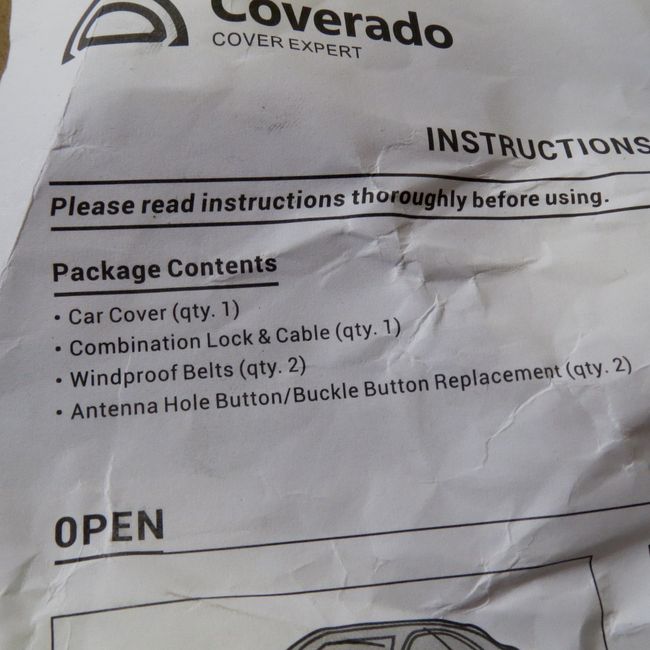 Coverado
COVER EXPERT
INSTRUCTIONS
Please read instructions thoroughly before using.
Package Contents
• Car Cover (qty. 1)
• Combination Lock & Cable (qty. 1)
• Windproof Belts (qty. 2)
• Antenna Hole Button/Buckle Button Replacement (qty. 2)
OPEN